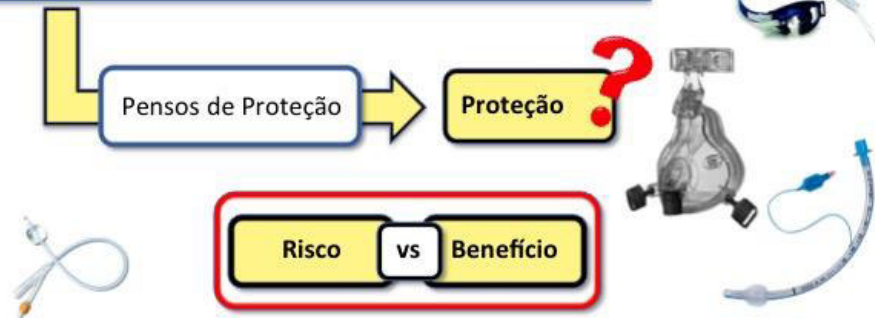 Pensos de Proteção
Proteção ?
Risco vs Benefício